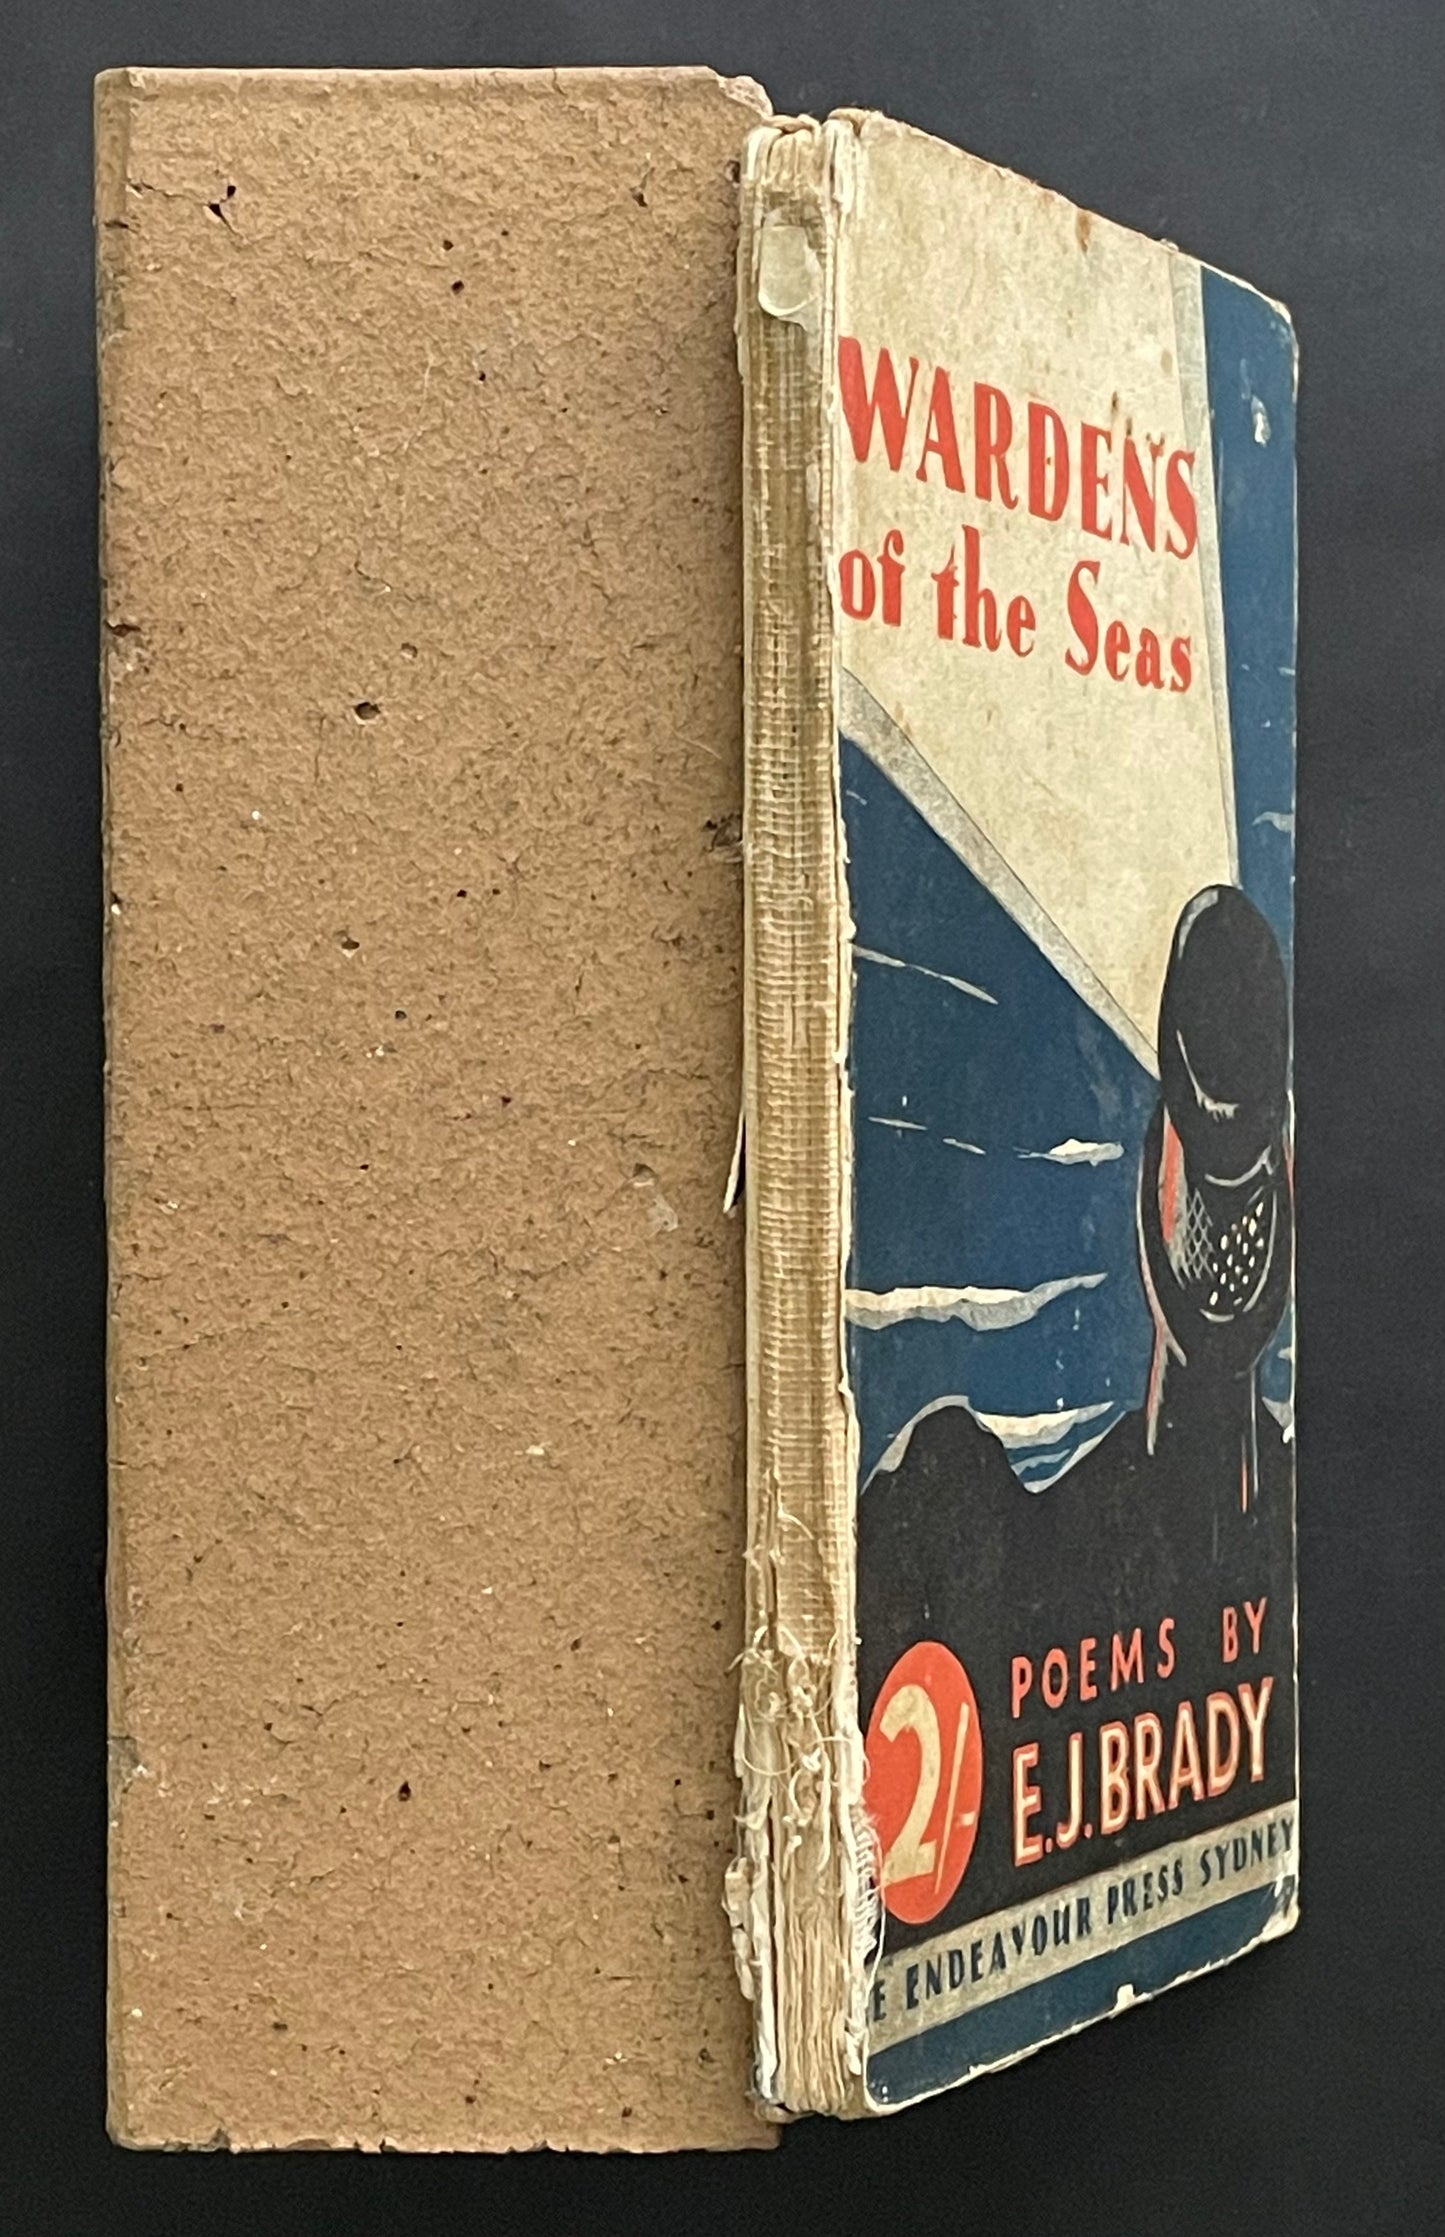 WARDENS
of the Seas
POEMS BY
E.J. BRADY
2/-
E ENDEAVOUR PRESS SYDNEY